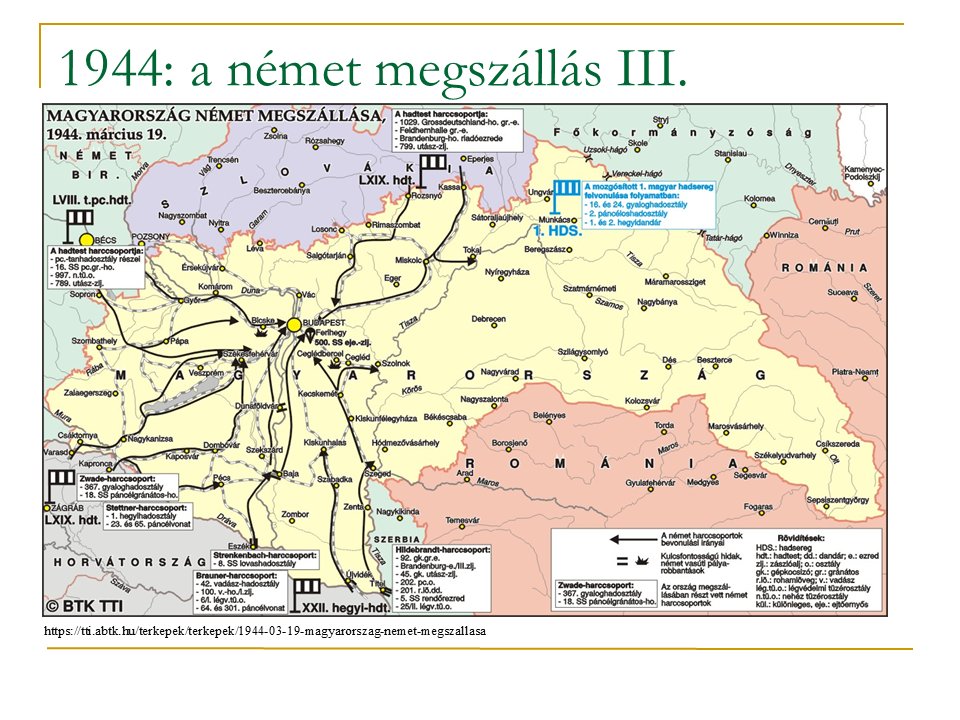 1944: a német megszállás III.
MAGYARORSZÁG NÉMET MEGSZÁLLÁSA,
1944. március 19.
A hadtest harccsoportja:
- 1029. Grossdeutschland-ho. gr.-e.
- Feldherrnhalle gr.-e.
- Brandenburg-ho. riadóezrede
- 799. utász-zlj.
NÉMET
BIR.
Morva
Zsolna
Rózsahegy
Trencsén
Vág
Besztercebánya
SZLOVÁKIA
Eperjes
Kassa
Rozsnyó
LXIX. hdt.
Főkormányzóság
Stryj
Skole
Uzsoki-hágó
Vereckei-hágó
Stanislau
Dnyeszter
Kamenyec-
Podolszkij
Kolomea
Tatár-hágó
Winniza
Cernăuți
Prut
LVIII. t.pc.hdt.
BÉCS
POZSONY
Nagyszombat
Nyitra
Garam
Léva
Losonc
Rimaszombat
Sátoraljaújhely
Ungvár
Munkács
1. HDS.
Beregszász
A mozgósított 1. magyar hadsereg
felvonulása folyamatban:
- 16. és 24. gyaloghadosztály
- 2. páncéloshadosztály
- 1. és 2. hegyidandár
A hadtest harccsoportja:
- pc.-tanhadosztály részei
- 16. SS pc.gr.-ho.
- 997. n.tü.o.
- 789. utász-zlj.
Érsekújvár
Komárom
Duna
Vác
Salgótarján
Eger
Miskolc
Tokaj
Nyíregyháza
Tisza
Szatmárnémeti
Szamos
Máramarossziget
Nagybánya
ROMÁNIA
Szeret
Suceava
Piatra-Neamț
Sopron
Győr
Bicske
BUDAPEST
Ferihegy
500. SS eje.-zlj.
Tisza
Debrecen
Szombathely
Pápa
Rába
Székesfehérvár
Veszprém
Ceglédbercel
Cegléd
Szolnok
Körös
Kecskemét
Nagyvárad
Szilágysomlyó
Dés
Beszterce
MAGYARORSZÁG
Zalaegerszeg
Dunaföldvár
Kiskunfélegyháza
Békéscsaba
Nagyszalonta
Kolozsvár
Mura
Csáktornya
Varasd
Nagykanizsa
Kapronca
Kaposvár
Dombóvár
Szekszárd
Kiskunhalas
Hódmezővásárhely
Belényes
Torda
Maros
Marosvásárhely
Borosjenő
Csíkszereda
Székelyudvarhely
Olt
Pécs
Baja
Szabadka
Szeged
Arad
Maros
ROMÁNIA
Gyulafehérvár
Medgyes
Segesvár
Sepsiszentgyörgy
Zwade-harccsoport:
- 367. gyaloghadosztály
- 18. SS páncélgránátos-ho.
ZÁGRÁB
LXIX. hdt.
Stettner-harccsoport:
- 1. hegyihadosztály
- 23. és 65. páncélvonat
Dráva
Zombor
Zenta
Nagykikinda
Temesvár
Fogaras
SZERBIA
Tisza
Eszék
HORVÁTORSZÁG
Száva
Strenkenbach-harccsoport:
- 8. SS lovashadosztály
Brauner-harccsoport:
- 42. vadász-hadosztály
- 100. v.-ho./I.zlj.
- 6/I. légv.tü.o.
- 64. és 301. páncélvonat
Újvidék
Titel
XXII. hegyi-hdt.
Hildebrandt-harccsoport:
- 92. gk.gr.e.
- Brandenburg-e./III.zlj.
- 45. gk. utász-zlj.
- 202. pc.o.
- 201. r.lö.dd.
- 5. SS rendőrezred
- 25/II. légv.tü.o.
A német harccsoportok
bevonulási irányai
Kulcsfontosságú hidak,
német vasúti pálya-
robbantások
Zwade-harccsoport:
- 367. gyaloghadosztály
- 18. SS páncélgránátos-ho.
Az ország megszál-
lásában részt vett német
harccsoportok
Rövidítések:
HDS.: hadsereg
hdt.: hadtest; dd.: dandár; e.: ezred
zlj.: zászlóalj; o.: osztály
gk.: gépkocsizó; gr.: gránátos
r.lö.: rohamlöveg; v.: vadász
lég.tü.o.: légvédelmi tüzérosztály
n.tü.o.: nehéz tüzérosztály
kül.: különleges, eje.: ejtőernyős
© BTK TTI
https://tti.abtk.hu/terkepek/terkepek/1944-03-19-magyarorszag-nemet-megszallasa